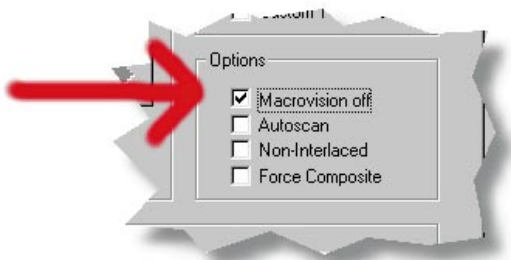 Options
Macrovision off
Autoscan
Non-Interlaced
Force Composite